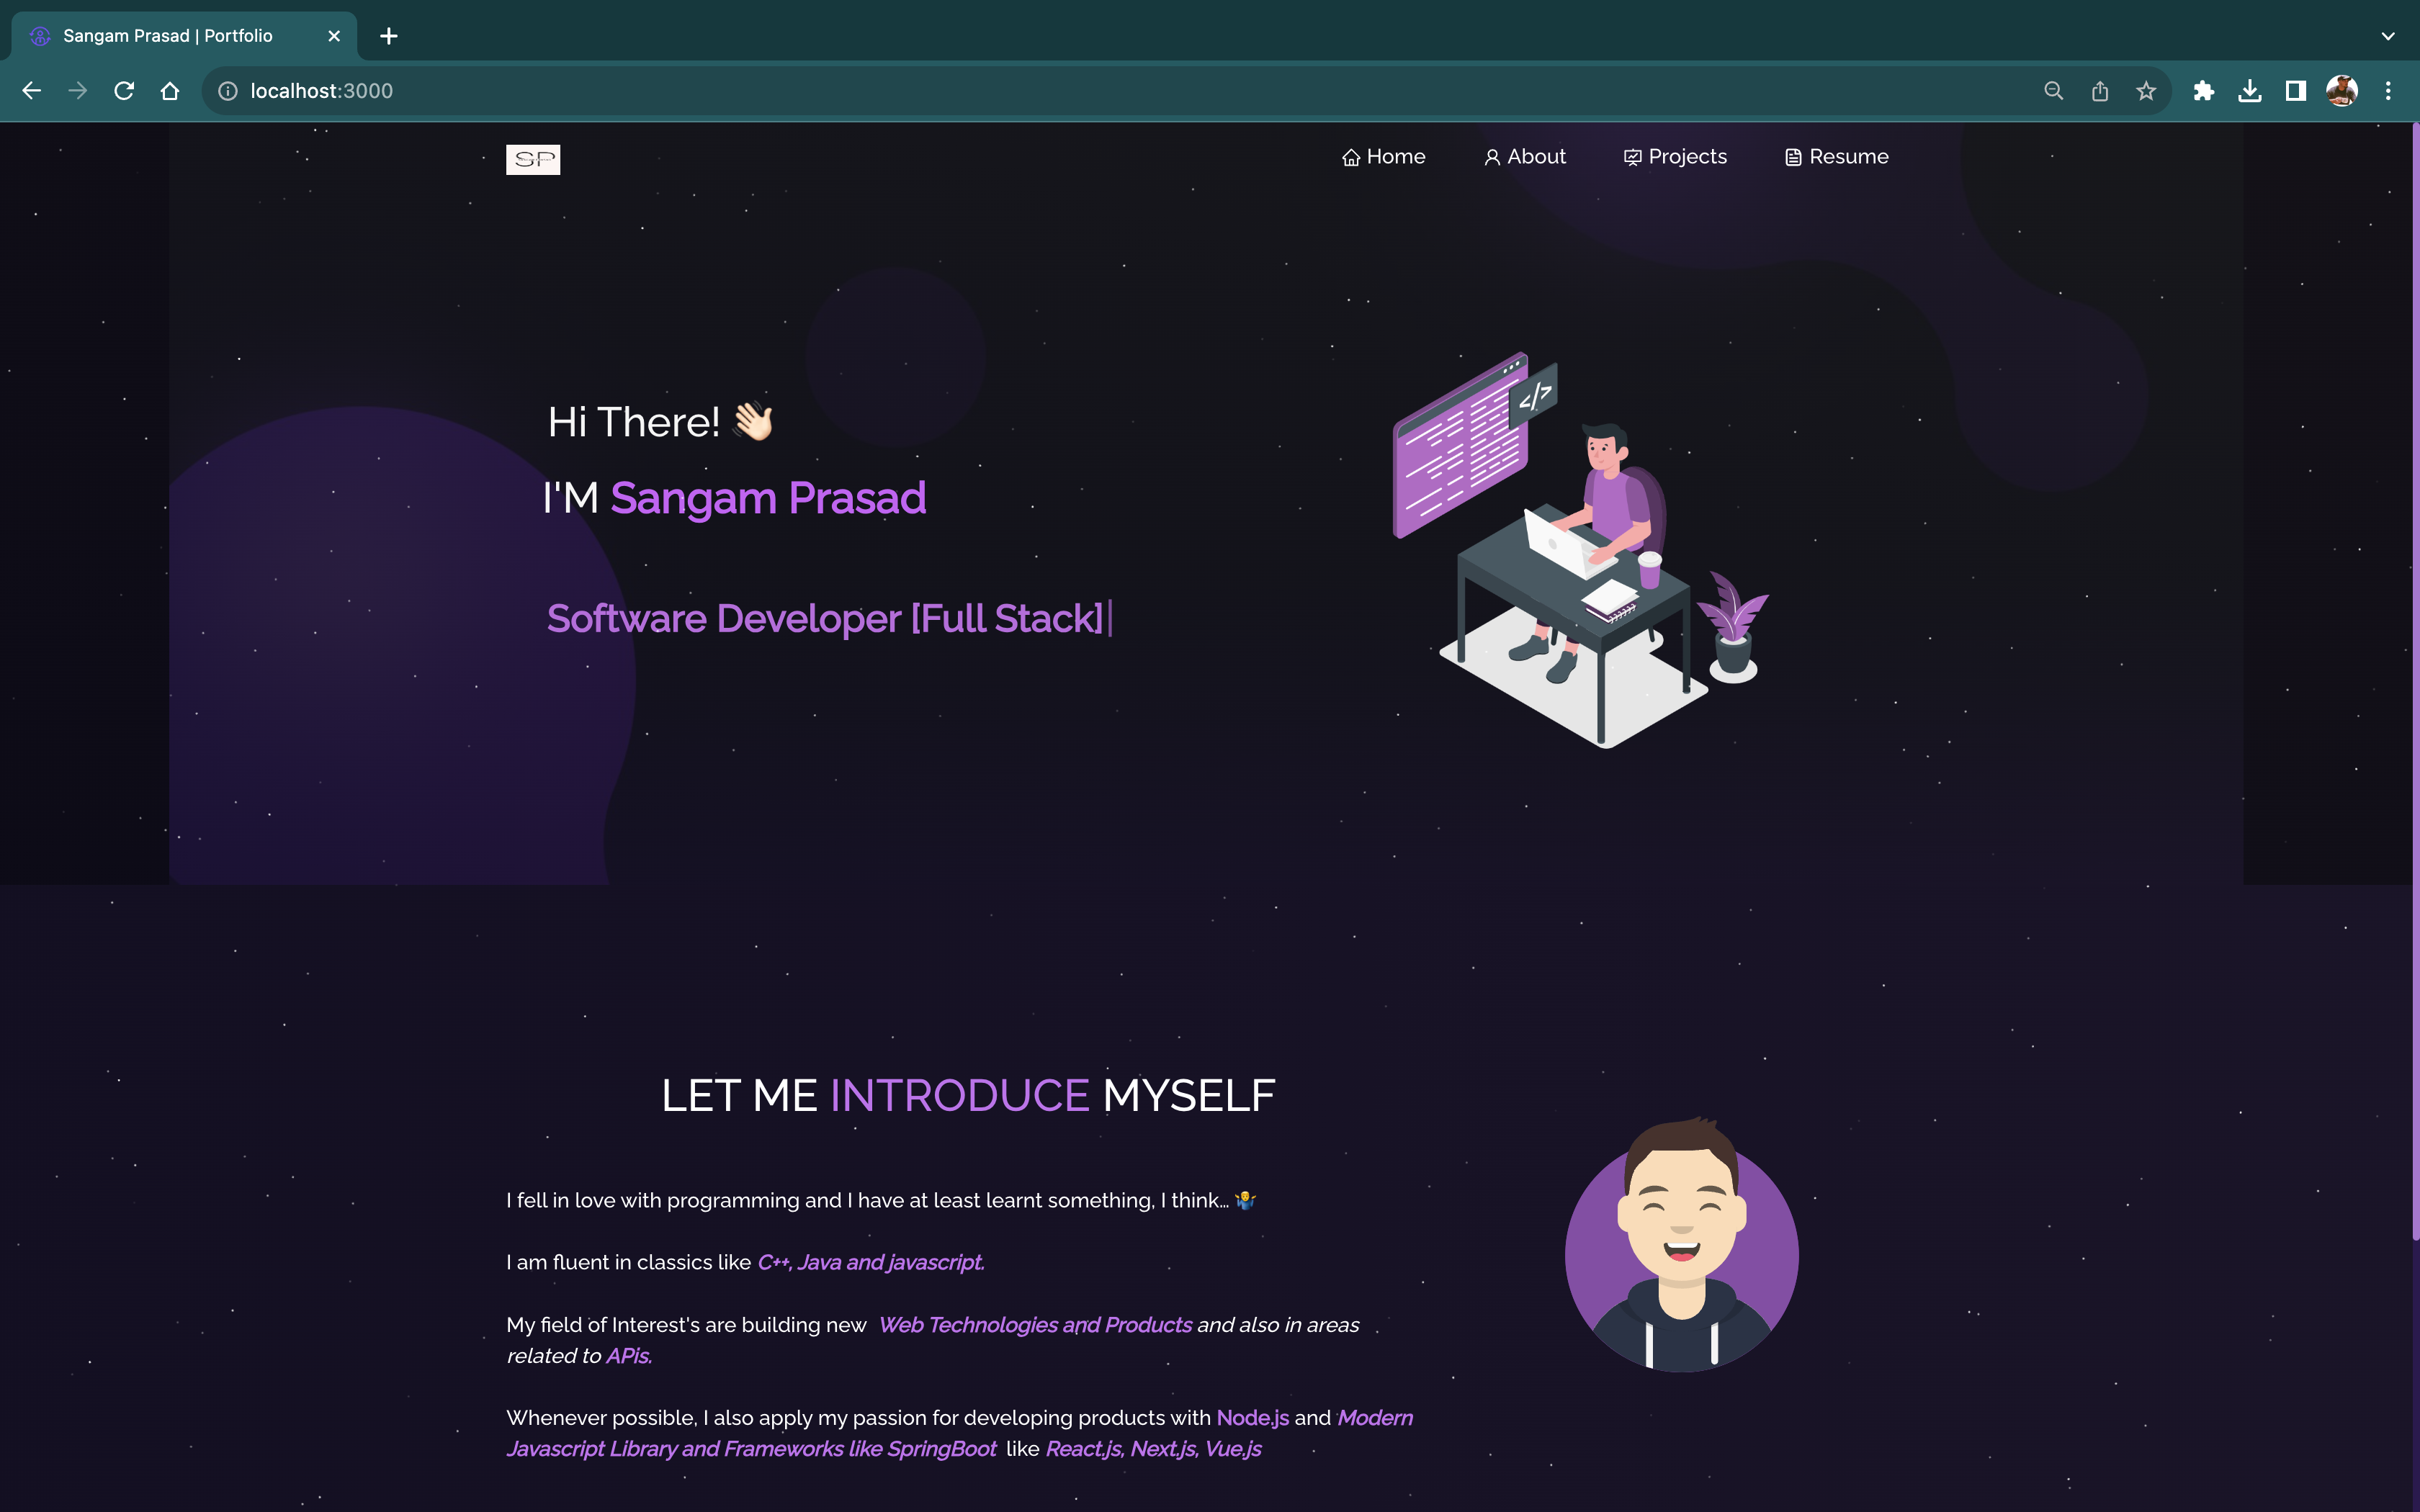 Sangam Prasad | Portfolio
localhost:3000
SP
Home
About
Projects
Resume
Hi There! 👋🏻
I'M Sangam Prasad
Software Developer [Full Stack]|
</>
LET ME INTRODUCE MYSELF
I fell in love with programming and I have at least learnt something, I think… 🤷‍♂️
I am fluent in classics like C++, Java and javascript.
My field of Interest's are building new Web Technologies and Products and also in areas
related to APis.
Whenever possible, I also apply my passion for developing products with Node.js and Modern
Javascript Library and Frameworks like SpringBoot like React.js, Next.js, Vue.js